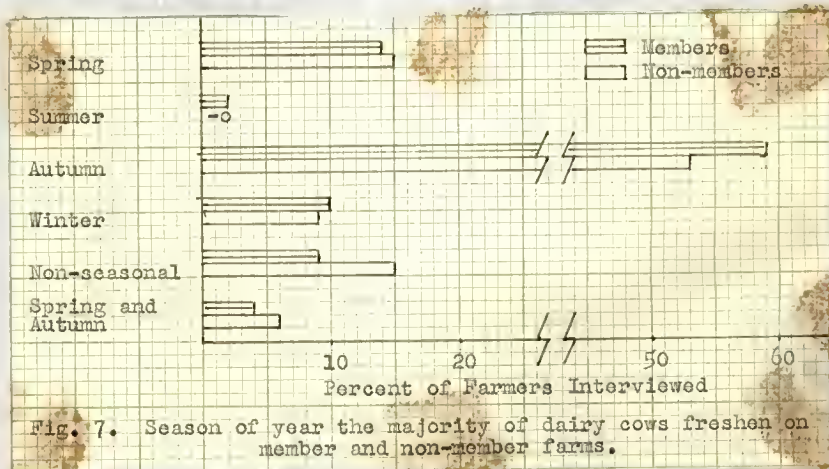 Spring
Members
Non-members
Summer
-0
Autumn
Winter
Non-seasonal
Spring and
Autumn
10 20 50 60
Percent of Farmers Interviewed
Fig. 7. Season of year the majority of dairy cows freshen on
member and non-member farms.